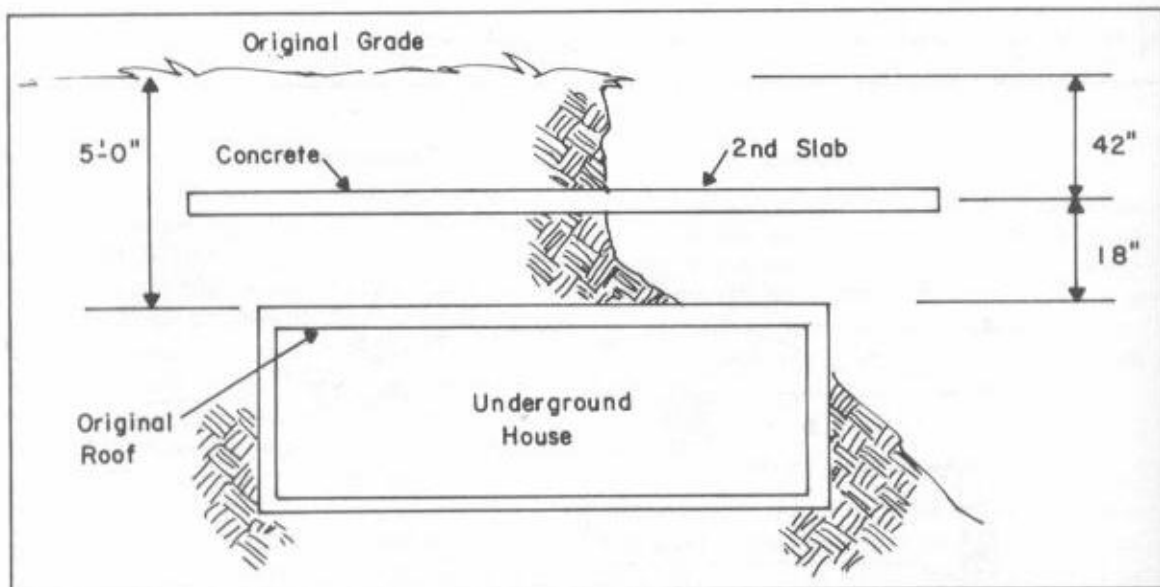 Original Grade
5'-0"
Concrete
2nd Slab
42"
18"
Original
Roof
Underground
House